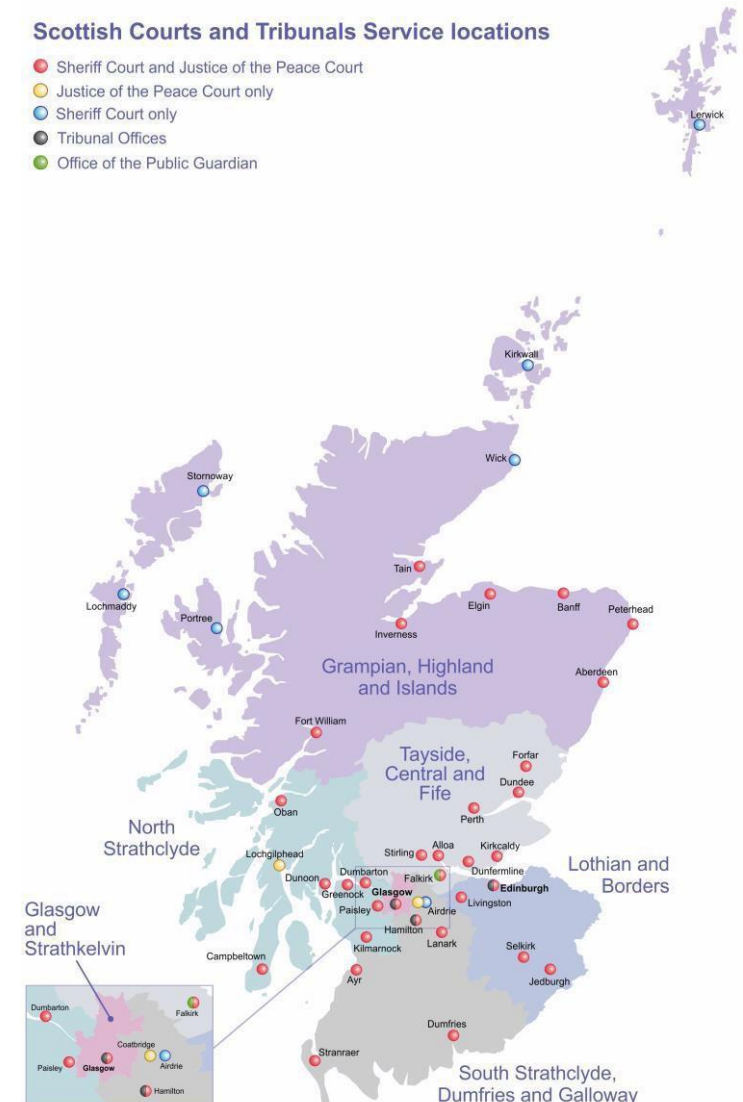 Scottish Courts and Tribunals Service locations
Sheriff Court and Justice of the Peace Court
Justice of the Peace Court only
Sheriff Court only
Tribunal Offices
Office of the Public Guardian
Lerwick
Kirkwall
Wick
Stornoway
Tain
Lochmaddy
Portree
Elgin
Banff
Peterhead
Inverness
Grampian, Highland
and Islands
Aberdeen
Fort William
Tayside,
Central and
Fife
Forfar
Dundee
Oban
Perth
North
Strathclyde
Stirling
Alloa
Kirkcaldy
Lochgilphead
Dunfermline
Lothian and
Borders
Dunoon
Dumbarton
Falkirk
Edinburgh
Greenock
Glasgow
Livingston
Paisley
Airdrie
Hamilton
Lanark
Kilmarnock
Glasgow
and
Strathkelvin
Selkirk
Campbeltown
Jedburgh
Ayr
Dumfries
Stranraer
South Strathclyde,
Dumfries and Galloway
Dumbarton
Falkirk
Coatbridge
Paisley
Glasgow
Airdrie
Hamilton